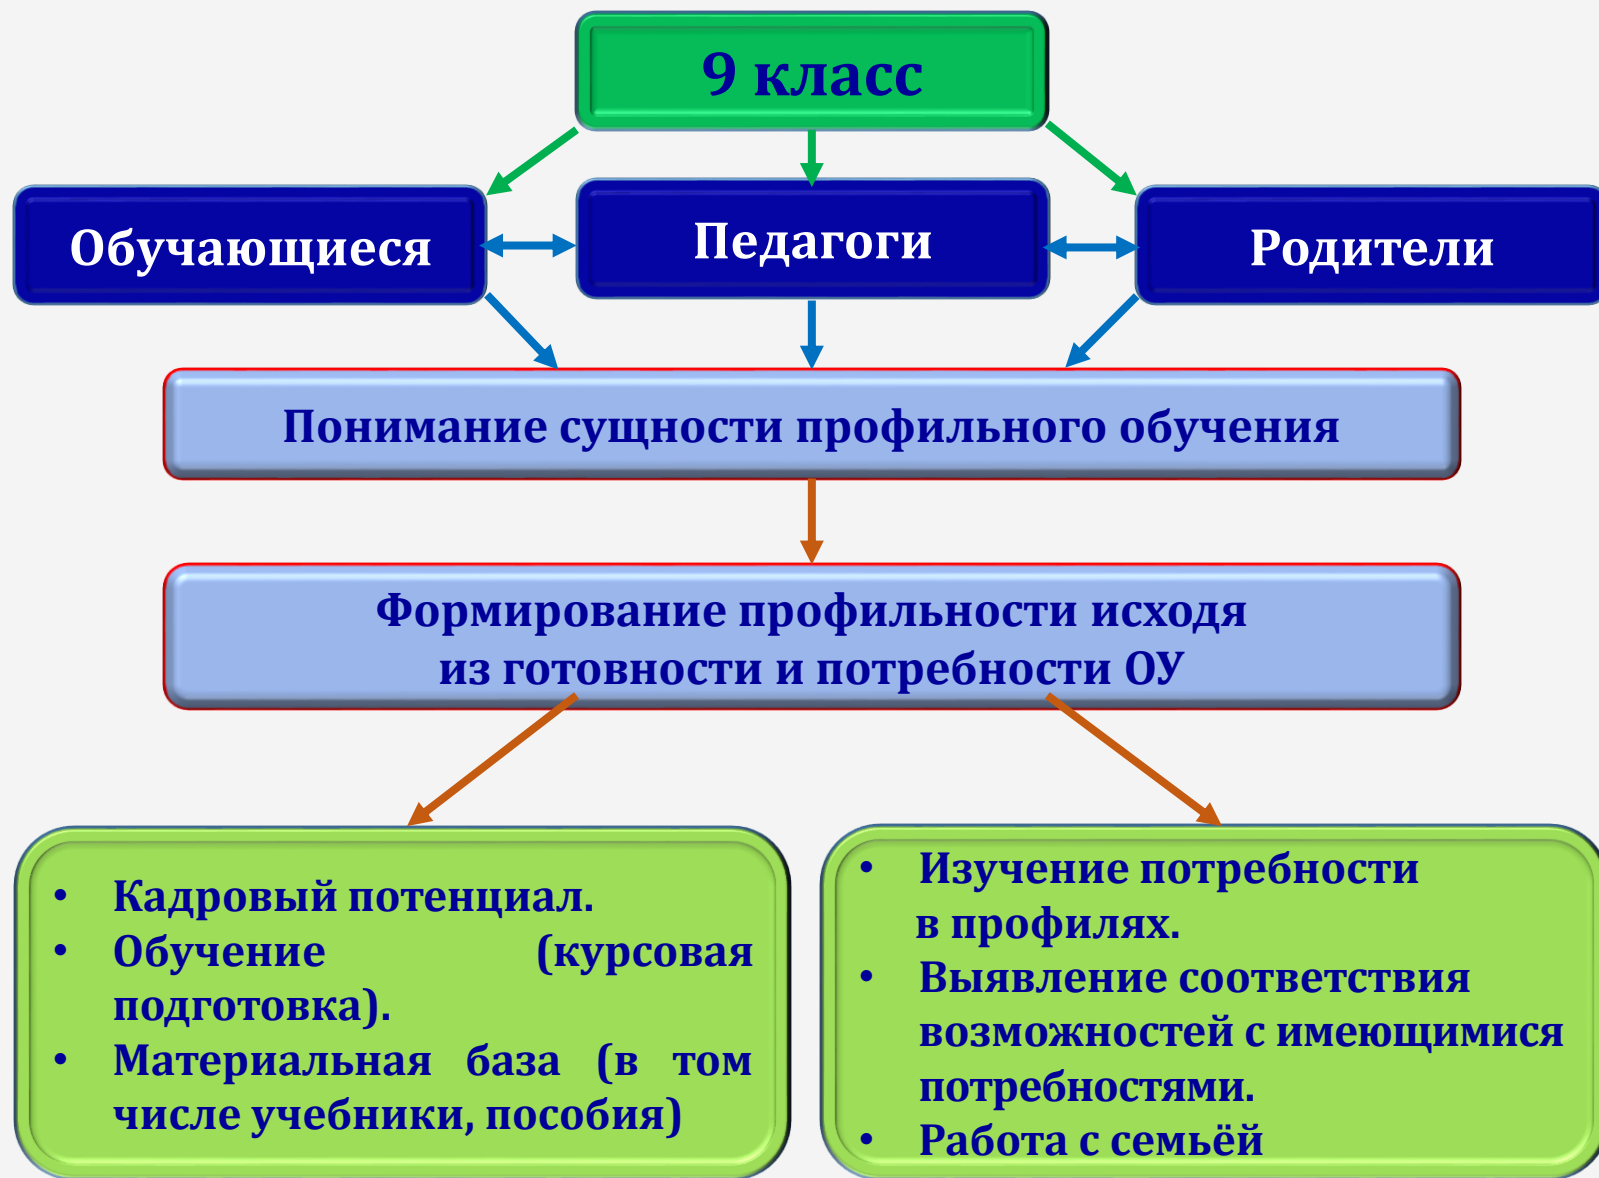 9 класс
Обучающиеся
Педагоги
Родители
Понимание сущности профильного обучения
Формирование профильности исходя
из готовности и потребности ОУ
• Кадровый потенциал.
• Обучение (курсовая
подготовка).
• Материальная база (в том
числе учебники, пособия)
• Изучение потребности
в профилях.
• Выявление соответствия
возможностей с имеющимися
потребностями.
• Работа с семьёй